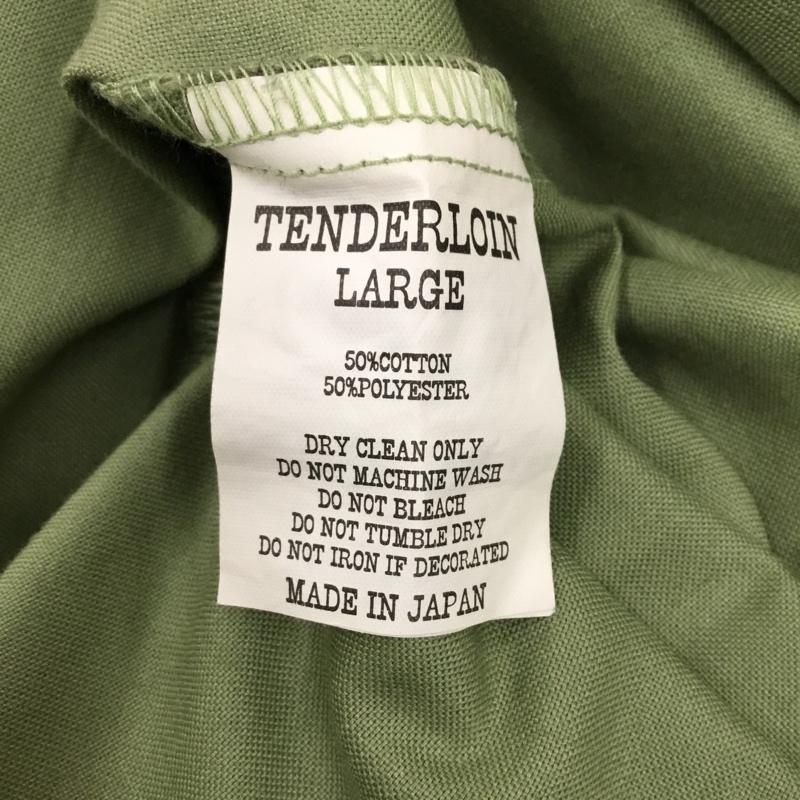 TENDERLOIN
LARGE
50%COTTON
50%POLYESTER
DRY CLEAN ONLY
DO NOT MACHINE WASH
DO NOT BLEACH
DO NOT TUMBLE DRY
DO NOT IRON IF DECORATED
MADE IN JAPAN